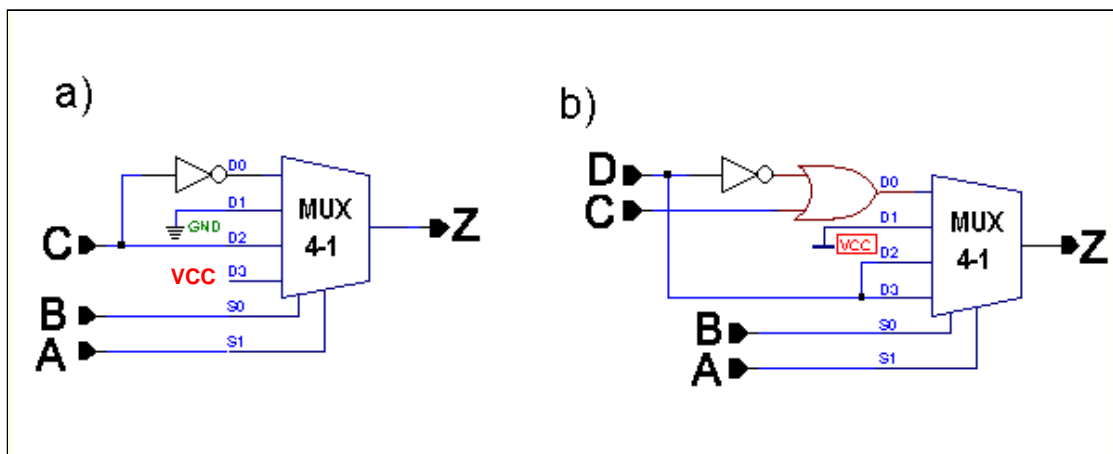 a)
D0
D1
GND
MUX
4-1
C
D2
Z
VCC
D3
B
S0
A
S1
b)
D
D0
C
D1
MUX
VCC
4-1
Z
D2
D3
B
S0
A
S1